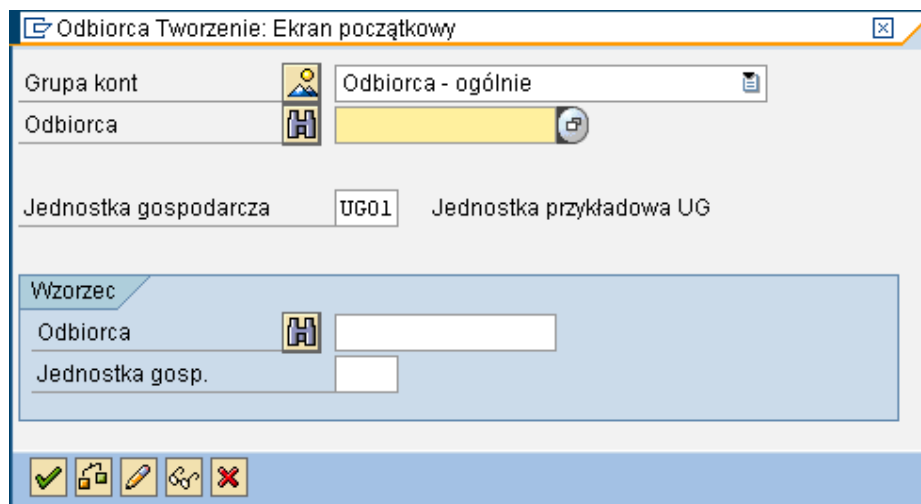 Odbiorca Tworzenie: Ekran początkowy
Grupa kont Odbiorca - ogólnie
Odbiorca
Jednostka gospodarcza UG01 Jednostka przykładowa UG
Wzorzec
Odbiorca
Jednostka gosp.